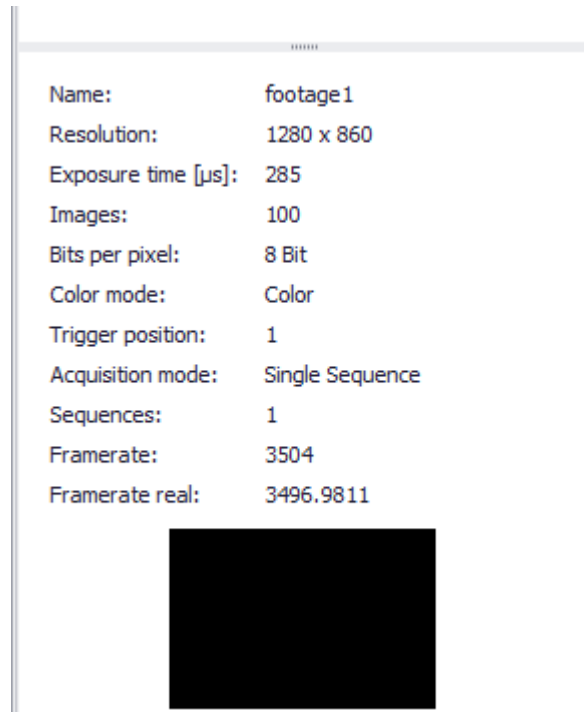 Name: footage1
Resolution: 1280 x 860
Exposure time [µs]: 285
Images: 100
Bits per pixel: 8 Bit
Color mode: Color
Trigger position: 1
Acquisition mode: Single Sequence
Sequences: 1
Framerate: 3504
Framerate real: 3496.9811